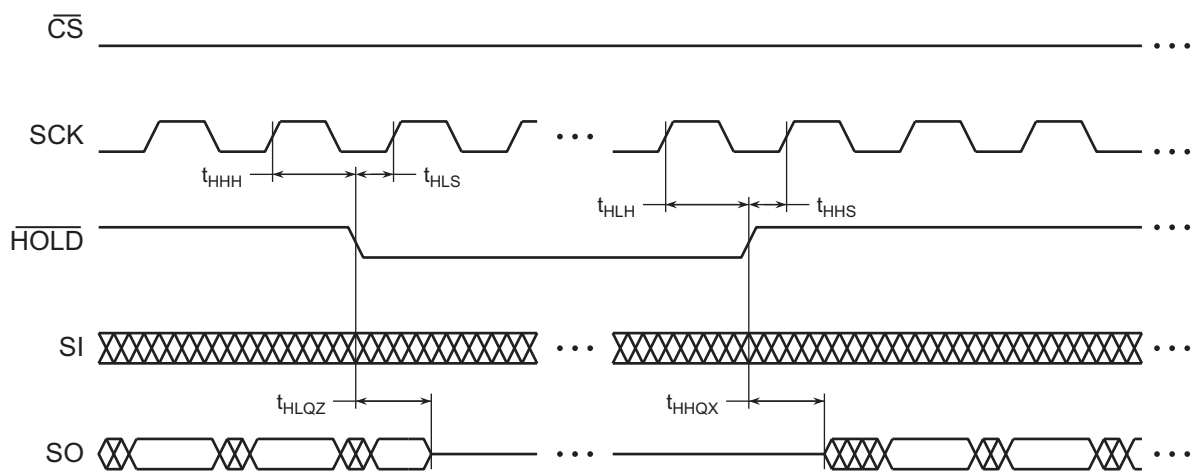 CS
SCK
tHHH
tHLS
tHLH
tHHS
HOLD
SI
tHLQZ
tHHQX
SO